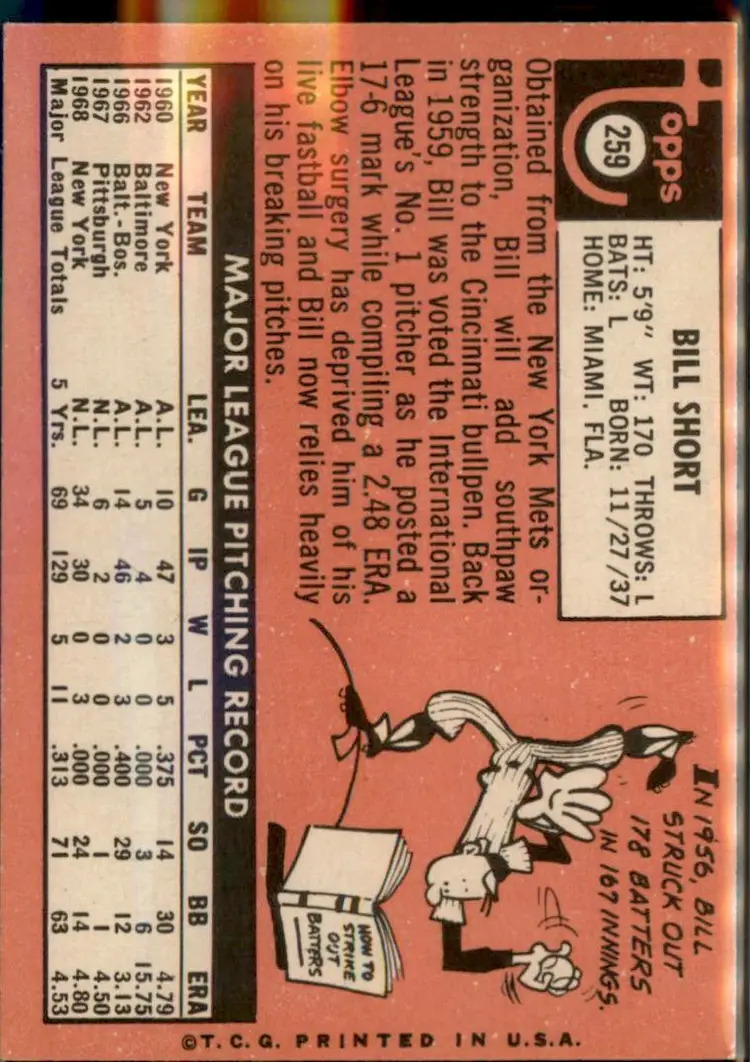 Topps
259
BILL SHORT
HT: 5'9" WT: 170 THROWS: L
BATS: L BORN: 11/27/37
HOME: MIAMI, FLA.
Obtained from the New York Mets or-
ganization, Bill will add southpaw
strength to the Cincinnati bullpen. Back
in 1959, Bill was voted the International
League's No. 1 pitcher as he posted a
17-6 mark while compiling a 2.48 ERA.
Elbow surgery has deprived him of his
live fastball and Bill now relies heavily
on his breaking pitches.
IN 1956, BILL
STRUCK OUT
178 BATTERS
IN 167 INNINGS.
HOW TO
STRIKE
OUT
BATTERS
MAJOR LEAGUE PITCHING RECORD
YEAR TEAM LEA. G IP W L PCT SO BB ERA
1960 New York A.L. 10 47 3 5 .375 14 30 4.79
1962 Baltimore A.L. 5 4 0 0 .000 3 6 15.75
1966 Balt.-Bos. A.L. 14 46 2 3 .400 29 12 3.13
1967 Pittsburgh N.L. 6 2 0 0 .000 1 1 4.50
1968 New York N.L. 34 30 0 3 .000 24 14 4.80
Major League Totals 5 Yrs. 69 129 5 11 .313 71 63 4.53
©T.C.G. PRINTED IN U.S.A.